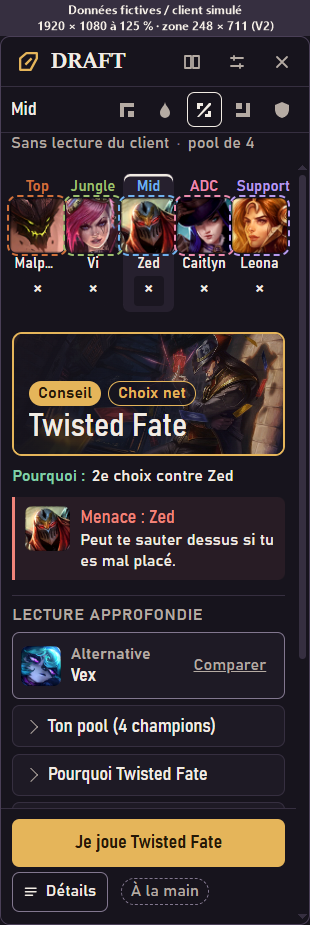 Données fictives / client simulé
1920 × 1080 à 125 % · zone 248 × 711 (V2)
DRAFT
Mid
Sans lecture du client · pool de 4
Top Jungle Mid ADC Support
Malp... Vi Zed Caitlyn Leona
× × × × ×
Conseil Choix net
Twisted Fate
Pourquoi : 2e choix contre Zed
Menace : Zed
Peut te sauter dessus si tu
es mal placé.
LECTURE APPROFONDIE
Alternative
Vex
Comparer
Ton pool (4 champions)
Pourquoi Twisted Fate
Je joue Twisted Fate
Détails À la main